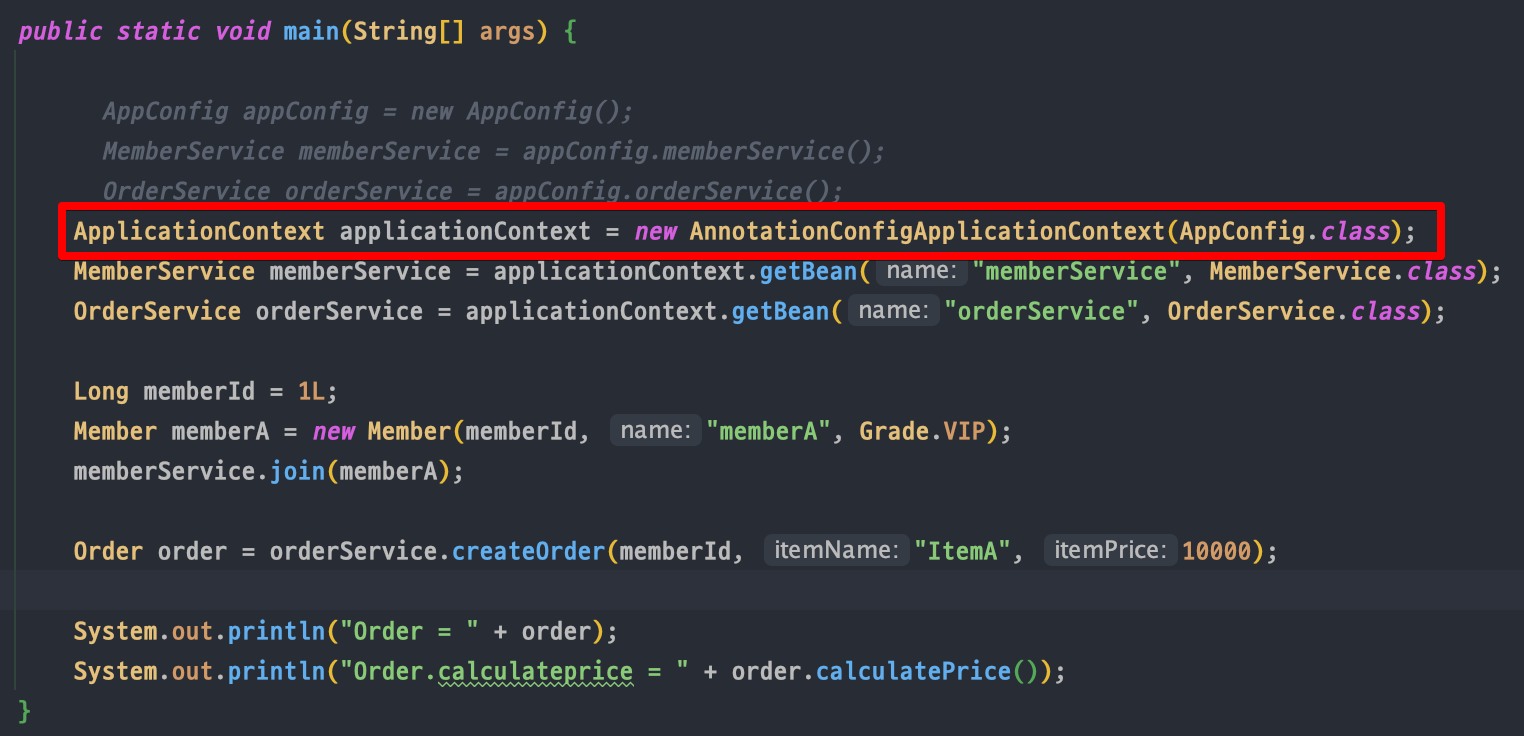 public static void main(String[] args) {
AppConfig appConfig = new AppConfig();
MemberService memberService = appConfig.memberService();
OrderService orderService = appConfig.orderService();
ApplicationContext applicationContext = new AnnotationConfigApplicationContext(AppConfig.class);
MemberService memberService = applicationContext.getBean( name: "memberService", MemberService.class);
OrderService orderService = applicationContext.getBean( name: "orderService", OrderService.class);
Long memberId = 1L;
Member memberA = new Member(memberId, name: "memberA", Grade.VIP);
memberService.join(memberA);
Order order = orderService.createOrder(memberId, itemName: "ItemA", itemPrice: 10000);
System.out.println("Order = " + order);
System.out.println("Order.calculateprice = " + order.calculatePrice());
}